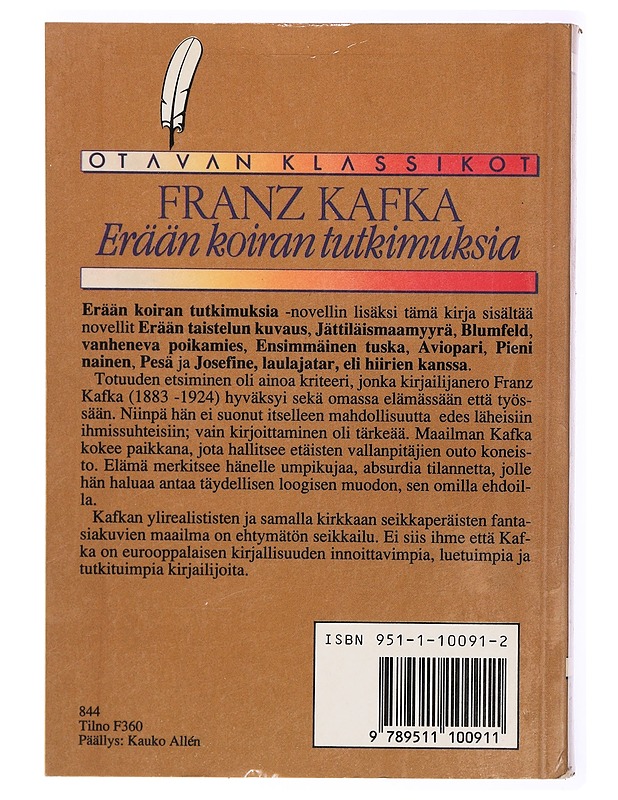 OTAVAN KLASSIKOT
FRANZ KAFKA
Erään koiran tutkimuksia
Erään koiran tutkimuksia -novellin lisäksi tämä kirja sisältää
novellit Erään taistelun kuvaus, Jättiläismaamyyrä, Blumfeld,
vanheneva poikamies, Ensimmäinen tuska, Aviopari, Pieni
nainen, Pesä ja Josefine, laulajatar, eli hiirien kanssa.
Totuuden etsiminen oli ainoa kriteeri, jonka kirjailijanero Franz
Kafka (1883 -1924) hyväksyi sekä omassa elämässään että työs-
sään. Niinpä hän ei suonut itselleen mahdollisuutta edes läheisiin
ihmissuhteisiin; vain kirjoittaminen oli tärkeää. Maailman Kafka
kokee paikkana, jota hallitsee etäisten vallanpitäjien outo koneis-
to. Elämä merkitsee hänelle umpikujaa, absurdia tilannetta, jolle
hän haluaa antaa täydellisen loogisen muodon, sen omilla ehdoil-
la.
Kafkan ylirealististen ja samalla kirkkaan seikkaperäisten fanta-
siakuvien maailma on ehtymätön seikkailu. Ei siis ihme että Kaf-
ka on eurooppalaisen kirjallisuuden innoittavimpia, luetuimpia ja
tutkituimpia kirjailijoita.
ISBN 951-1-10091-2
9 789511 100911
844
Tilno F360
Päällys: Kauko Allén